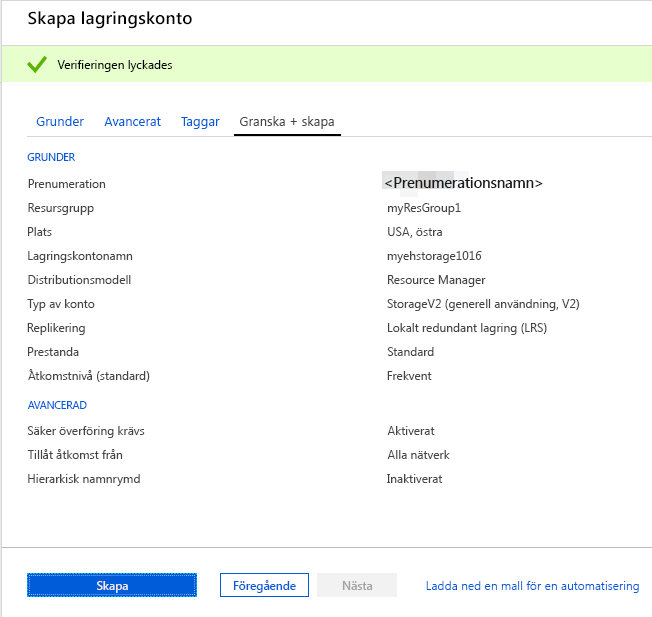 Skapa lagringskonto
Verifieringen lyckades
Grunder Avancerat Taggar Granska + skapa
GRUNDER
Prenumeration <Prenumerationsnamn>
Resursgrupp myResGroup1
Plats USA, östra
Lagringskontonamn myehstorage1016
Distributionsmodell Resource Manager
Typ av konto StorageV2 (generell användning, V2)
Replikering Lokalt redundant lagring (LRS)
Prestanda Standard
Åtkomstnivå (standard) Frekvent
AVANCERAD
Säker överföring krävs Aktiverat
Tillåt åtkomst från Alla nätverk
Hierarkisk namnrymd Inaktiverat
Skapa Föregående Nästa Ladda ned en mall för en automatisering